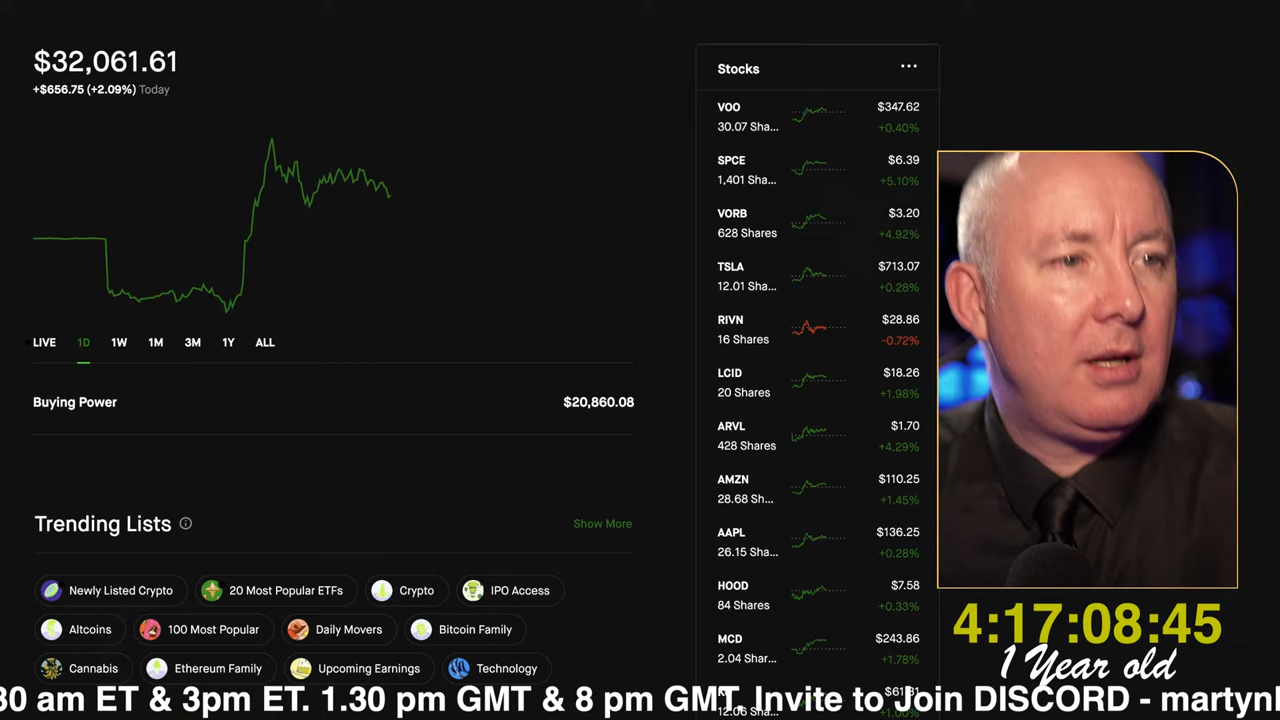 $32,061.61
+$656.75 (+2.09%) Today
LIVE 1D 1W 1M 3M 1Y ALL
Buying Power $20,860.08
Trending Lists Show More
Newly Listed Crypto 20 Most Popular ETFs Crypto IPO Access
Altcoins 100 Most Popular Daily Movers Bitcoin Family
Cannabis Ethereum Family Upcoming Earnings Technology
Stocks ...
VOO $347.62
30.07 Sha... +0.40%
SPCE $6.39
1,401 Sha... +5.10%
VORB $3.20
628 Shares +4.92%
TSLA $713.07
12.01 Sha... +0.28%
RIVN $28.86
16 Shares -0.72%
LCID $18.26
20 Shares +1.98%
ARVL $1.70
428 Shares +4.29%
AMZN $110.25
28.68 Sh... +1.45%
AAPL $136.25
26.15 Sha... +0.28%
HOOD $7.58
84 Shares +0.33%
MCD $243.86
2.04 Shar... +1.78%
12.06 Sha...
4:17:08:45
1 Year old
30 am ET & 3pm ET. 1.30 pm GMT & 8 pm GMT. Invite to Join DISCORD - martynl